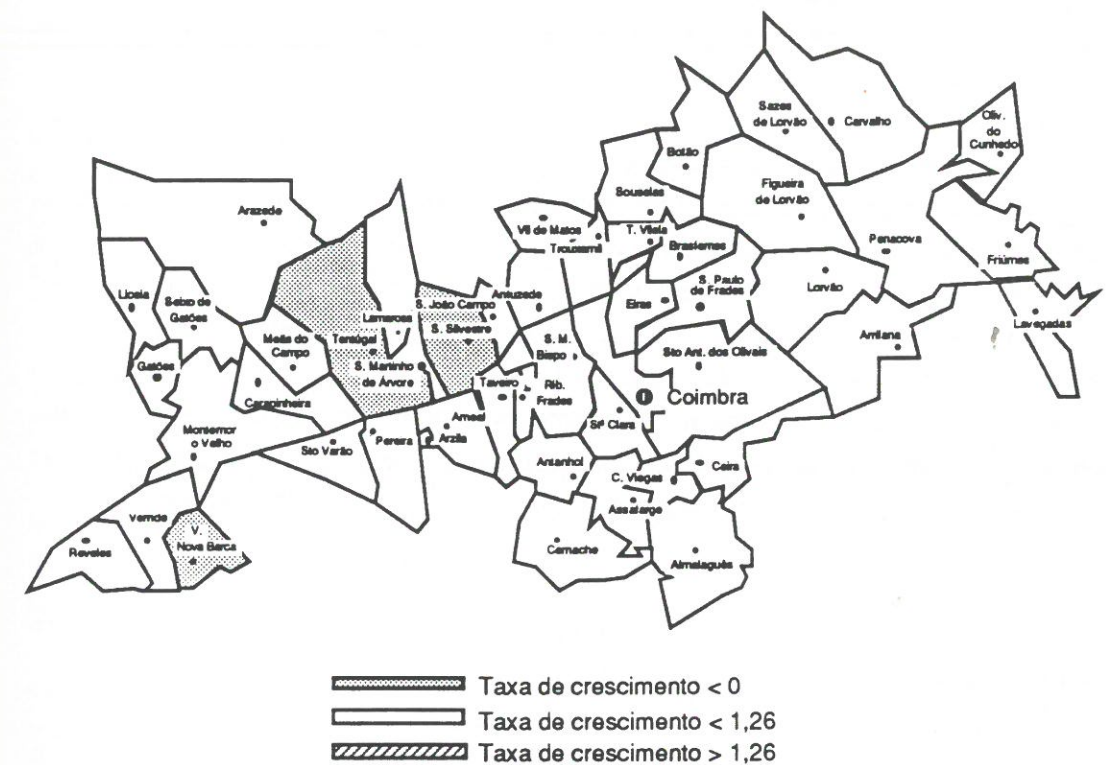 Sazes
de Lorvão
Carvalho
Oliv.
do
Cunhedo
Botão
Souselas
Figueira
de Lorvão
Arazede
Vil de Matos
T. Vilela
Trouxemil
Brasfemes
Penacova
Friúmes
Liceia
Seixo de
Gatões
S. João Campo
Antuzede
Eiras
S. Paulo
de Frades
Lorvão
Lamarosa
S. Silvestre
Lavegadas
Meãs do
Campo
Tentúgal
S. M.
Bispo
Sto Ant. dos Olivais
Gatões
S. Martinho
de Árvore
Taveiro
Rib.
Frades
Coimbra
Carapinheira
Ameal
Stª Clara
Montemor
o Velho
Sto Varão
Pereira
Arzila
Antanhol
C. Viegas
Ceira
Assafarge
V.
Nova Barca
Reveles
Cernache
Almalaguês
Taxa de crescimento < 0
Taxa de crescimento < 1,26
Taxa de crescimento > 1,26